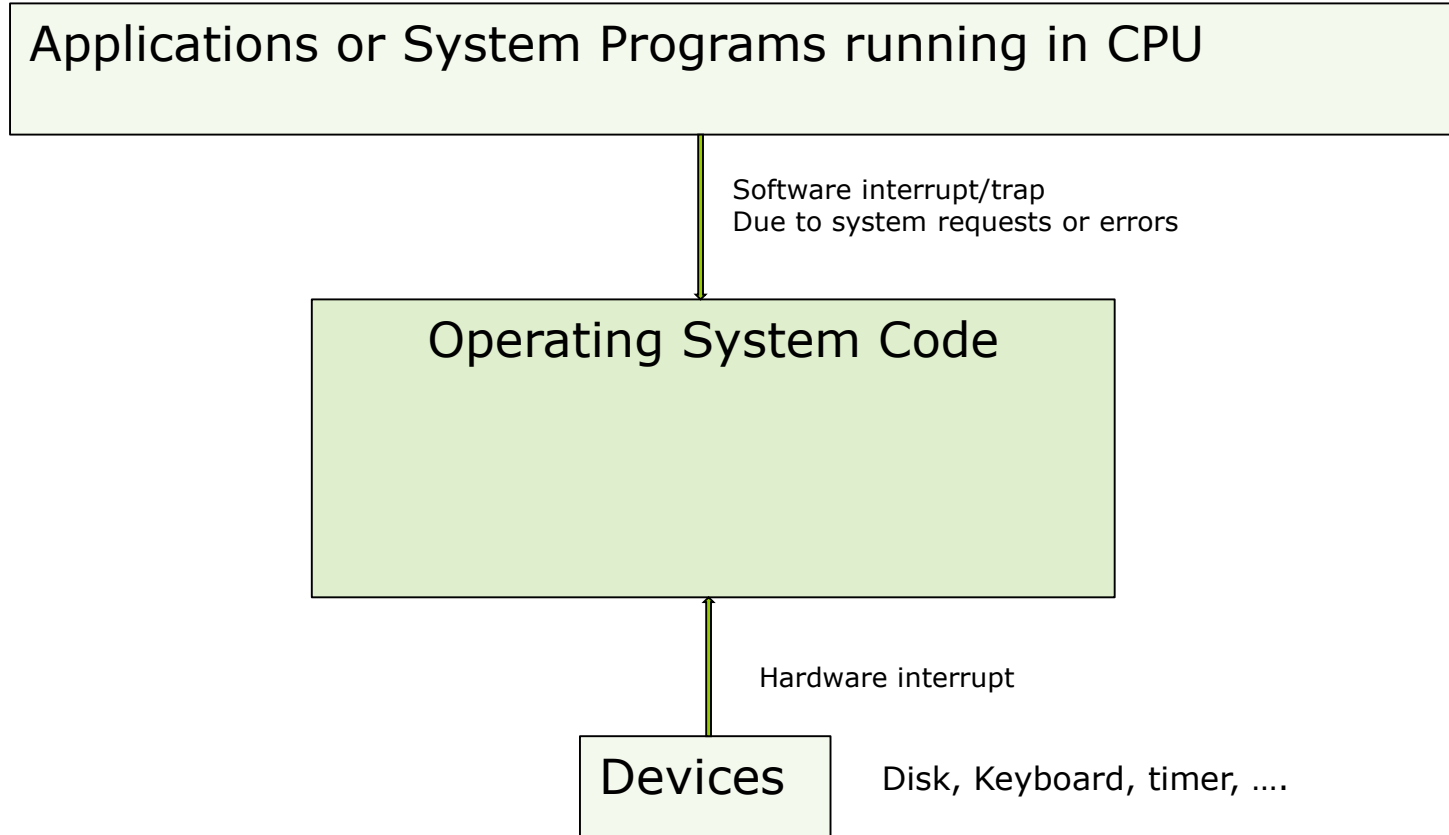 Applications or System Programs running in CPU
Software interrupt/trap
Due to system requests or errors
Operating System Code
Hardware interrupt
Devices
Disk, Keyboard, timer, ….